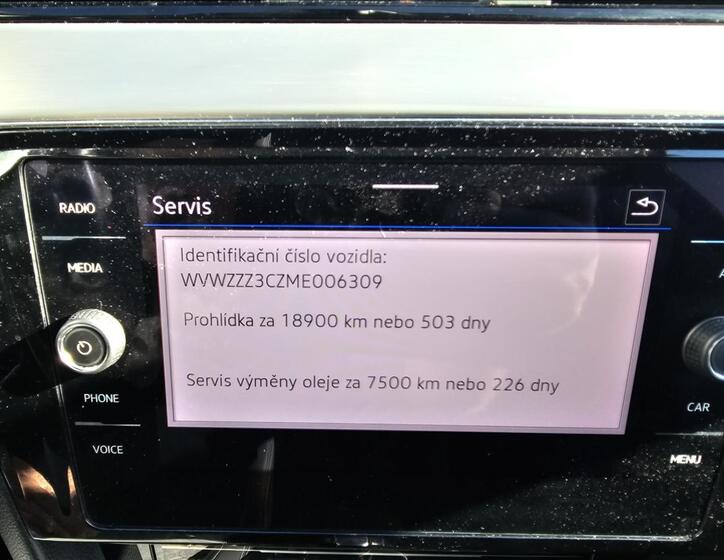 RADIO
Servis
MEDIA
Identifikační číslo vozidla:
WVWZZZ3CZME006309
Prohlídka za 18900 km nebo 503 dny
Servis výměny oleje za 7500 km nebo 226 dny
PHONE
CAR
VOICE
MENU